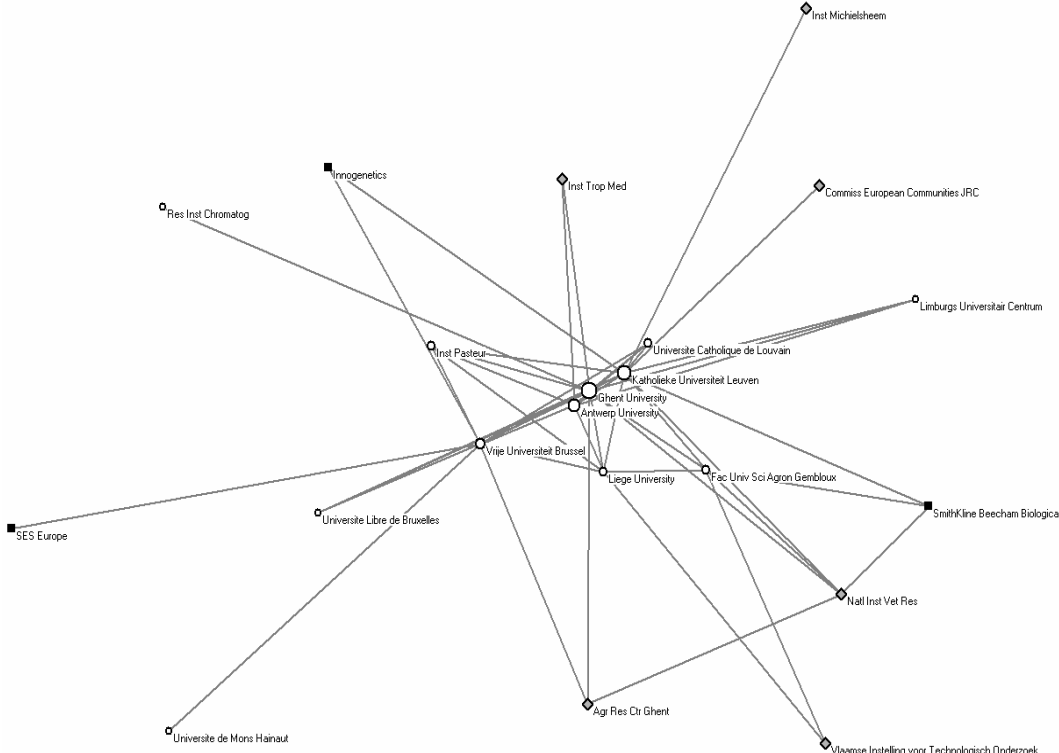 Inst Michielsheem
Innogenetics
Inst Trop Med
Commiss European Communities JRC
Res Inst Chromatog
Limburgs Universitair Centrum
Inst Pasteur
Universite Catholique de Louvain
Katholieke Universiteit Leuven
Ghent University
Antwerp University
Vrije Universiteit Brussel
Liege University
Fac Univ Sci Agron Gembloux
Universite Libre de Bruxelles
SmithKline Beecham Biologica
SES Europe
Natl Inst Vet Res
Agr Res Ctr Ghent
Universite de Mons Hainaut
Vlaamse Instelling voor Technologisch Onderzoek